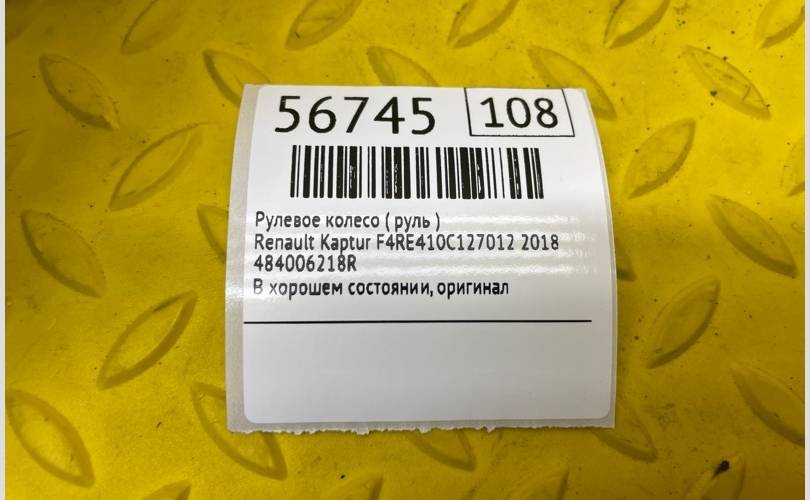 56745 108
Рулевое колесо ( руль )
Renault Kaptur F4RE410C127012 2018
484006218R
В хорошем состоянии, оригинал